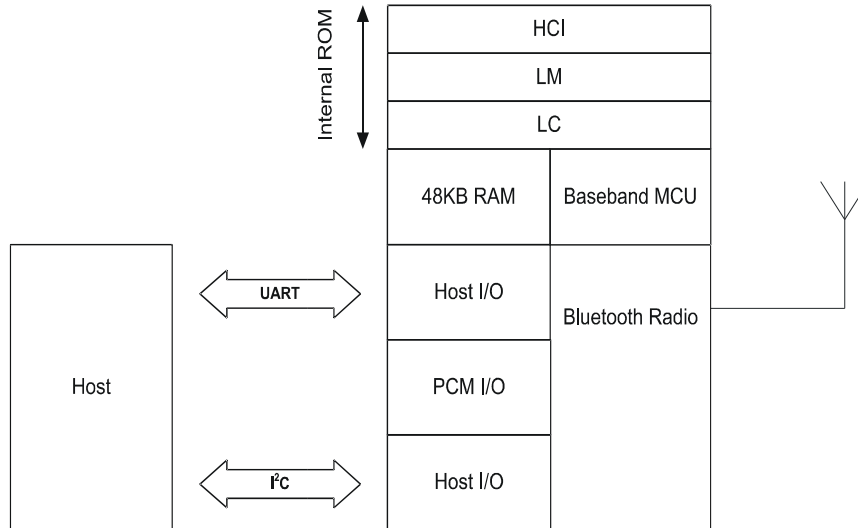 Internal ROM
HCI
LM
LC
48KB RAM
Baseband MCU
Host
UART
Host I/O
Bluetooth Radio
PCM I/O
I²C
Host I/O